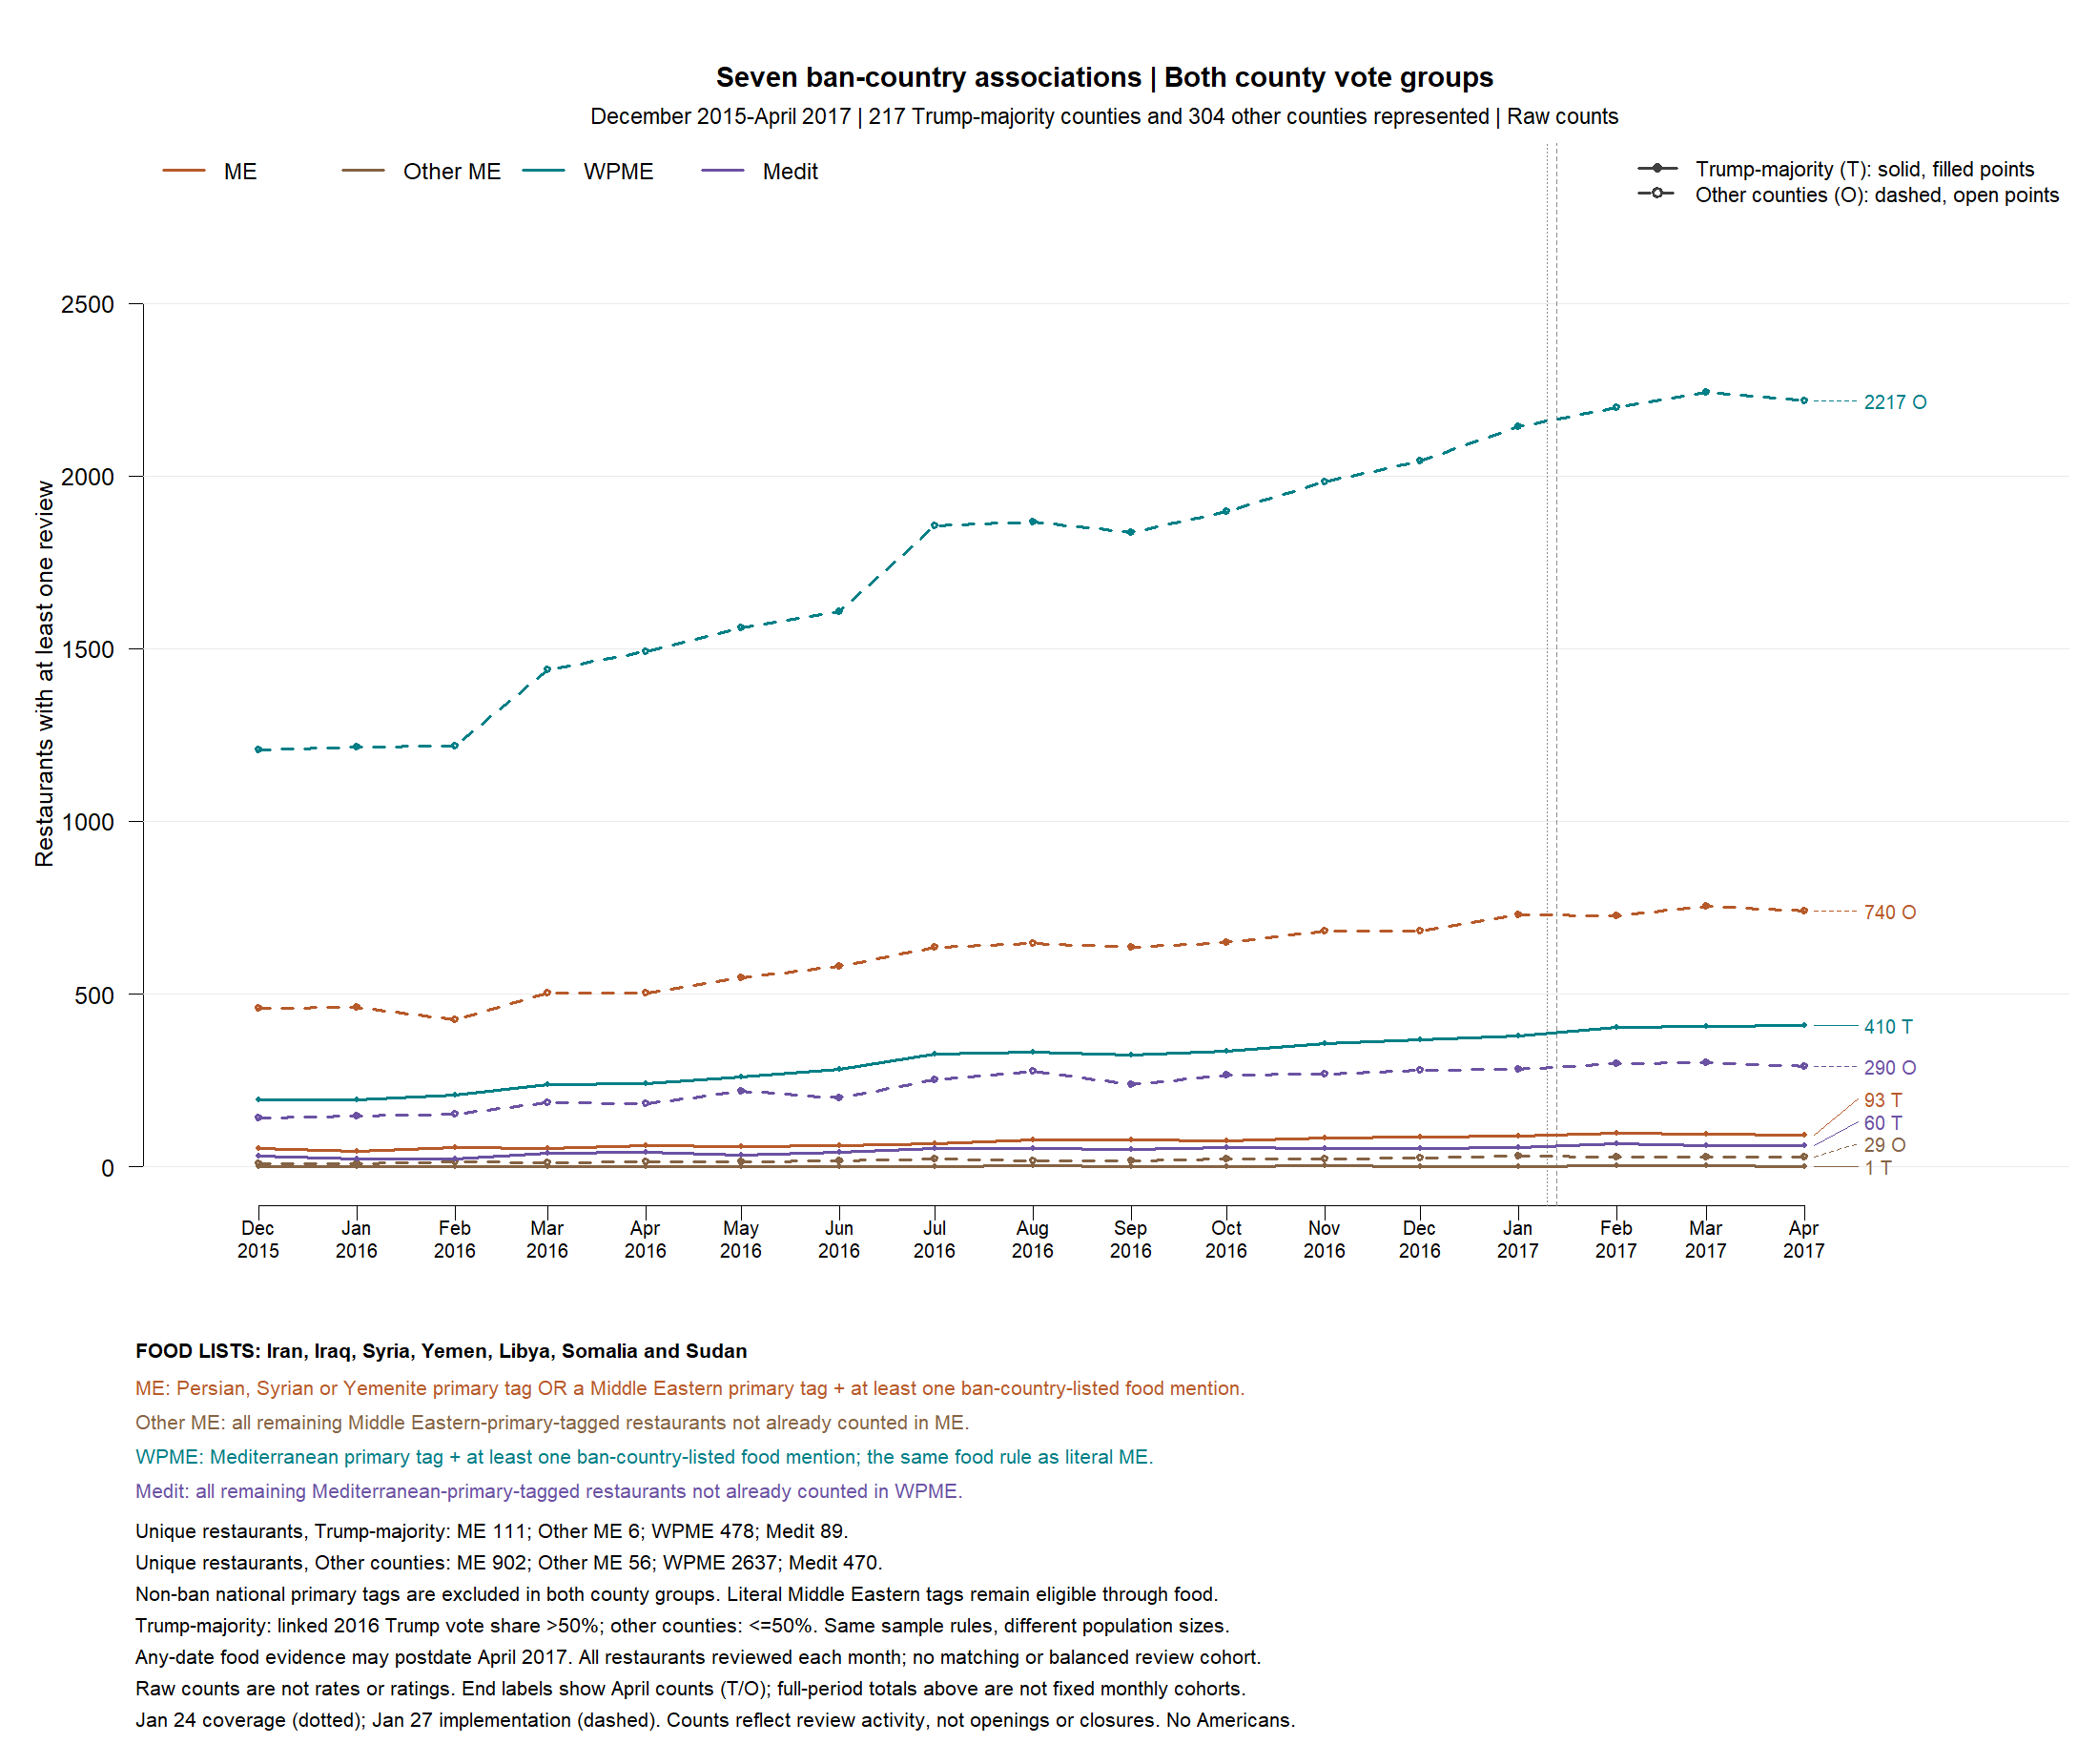 Seven ban-country associations | Both county vote groups
December 2015-April 2017 | 217 Trump-majority counties and 304 other counties represented | Raw counts
ME
Other ME
WPME
Medit
Trump-majority (T): solid, filled points
Other counties (O): dashed, open points
Restaurants with at least one review
2500
2000
1500
1000
500
0
2217 O
740 O
410 T
290 O
93 T
60 T
29 O
1 T
Dec 2015
Jan 2016
Feb 2016
Mar 2016
Apr 2016
May 2016
Jun 2016
Jul 2016
Aug 2016
Sep 2016
Oct 2016
Nov 2016
Dec 2016
Jan 2017
Feb 2017
Mar 2017
Apr 2017
FOOD LISTS: Iran, Iraq, Syria, Yemen, Libya, Somalia and Sudan
ME: Persian, Syrian or Yemenite primary tag OR a Middle Eastern primary tag + at least one ban-country-listed food mention.
Other ME: all remaining Middle Eastern-primary-tagged restaurants not already counted in ME.
WPME: Mediterranean primary tag + at least one ban-country-listed food mention; the same food rule as literal ME.
Medit: all remaining Mediterranean-primary-tagged restaurants not already counted in WPME.
Unique restaurants, Trump-majority: ME 111; Other ME 6; WPME 478; Medit 89.
Unique restaurants, Other counties: ME 902; Other ME 56; WPME 2637; Medit 470.
Non-ban national primary tags are excluded in both county groups. Literal Middle Eastern tags remain eligible through food.
Trump-majority: linked 2016 Trump vote share >50%; other counties: <=50%. Same sample rules, different population sizes.
Any-date food evidence may postdate April 2017. All restaurants reviewed each month; no matching or balanced review cohort.
Raw counts are not rates or ratings. End labels show April counts (T/O); full-period totals above are not fixed monthly cohorts.
Jan 24 coverage (dotted); Jan 27 implementation (dashed). Counts reflect review activity, not openings or closures. No Americans.